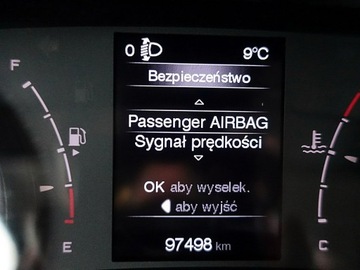 0 9°C
F
Bezpieczeństwo
Passenger AIRBAG
Sygnał prędkości
OK aby wyselek.
aby wyjść
E
C
97498 km